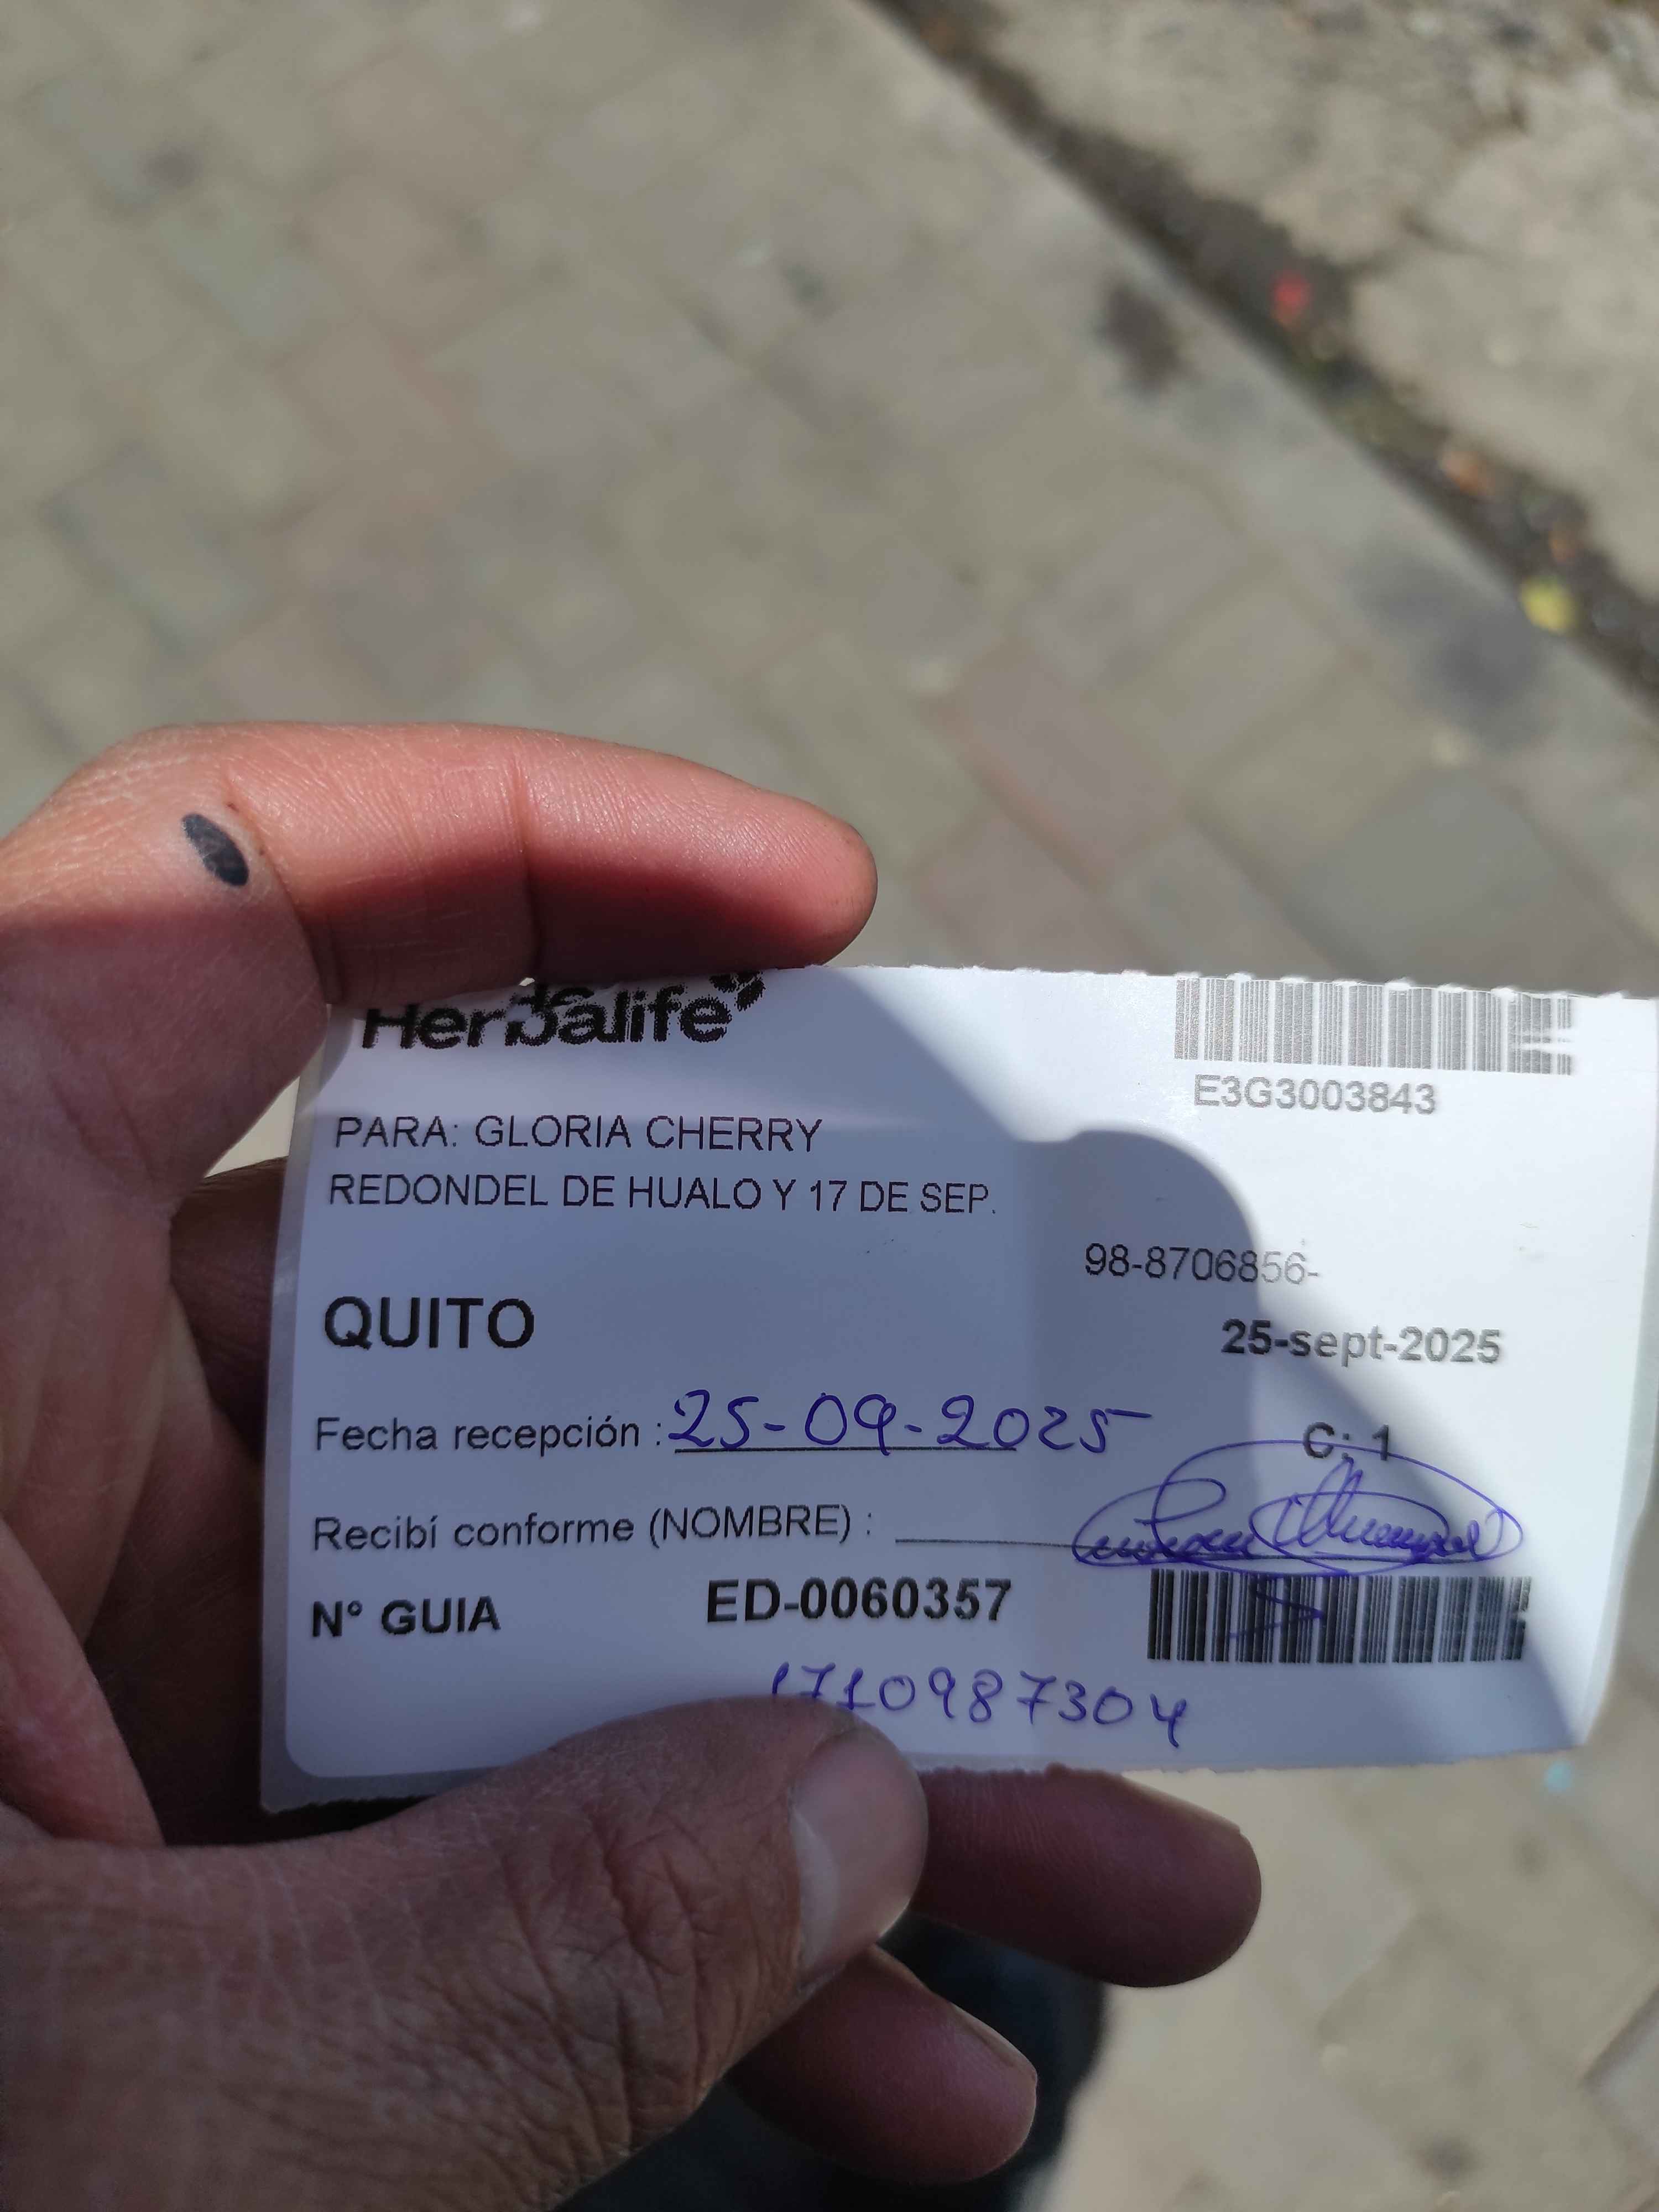 Herbalife
E3G3003843
PARA: GLORIA CHERRY
REDONDEL DE HUALO Y 17 DE SEP.
98-8706856-
QUITO
25-sept-2025
Fecha recepción : 25-09-2025
C: 1
Recibí conforme (NOMBRE) :
N° GUIA ED-0060357
1710987304